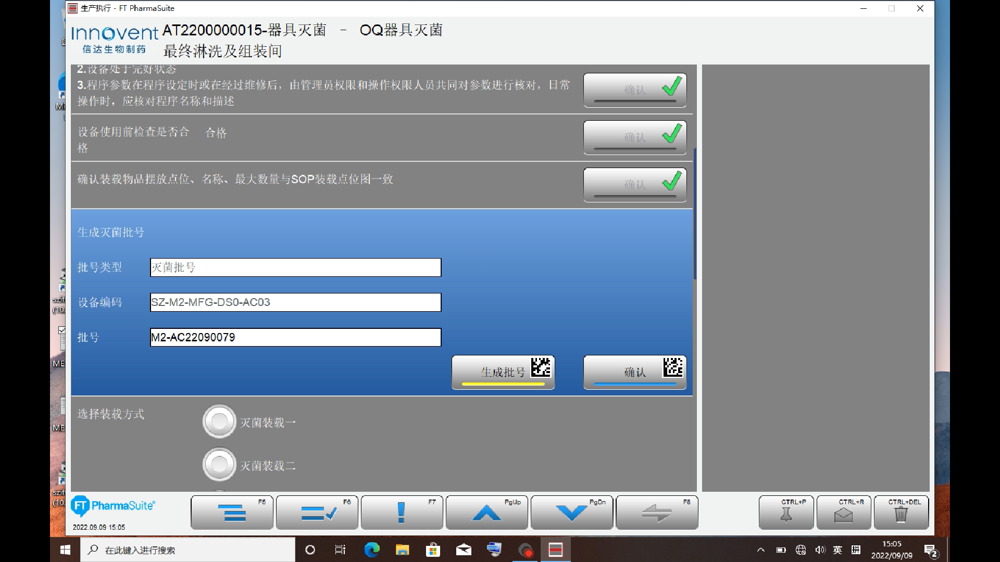 生产执行 - FT PharmaSuite
Innovent
信达生物制药
AT2200000015-器具灭菌 - OQ器具灭菌
最终淋洗及组装间
2.设备处于完好状态
3.程序参数在程序设定时或在经过维修后，由管理员权限和操作权限人员共同对参数进行核对，日常
操作时，应核对程序名称和描述
确认
设备使用前检查是否合
格
合格
确认
确认装载物品摆放点位、名称、最大数量与SOP装载点位图一致
确认
生成灭菌批号
批号类型
灭菌批号
设备编码
SZ-M2-MFG-DS0-AC03
批号
M2-AC22090079
生成批号
确认
选择装载方式
灭菌装载一
灭菌装载二
FT PharmaSuite®
2022.09.09 15:05
F5
F6
F7
PgUp
PgDn
F8
CTRL+P
CTRL+R
CTRL+DEL
szit
(10.
ME
ME
szit
(10.
在此键入进行搜索
英
拼
15:05
2022/09/09
2